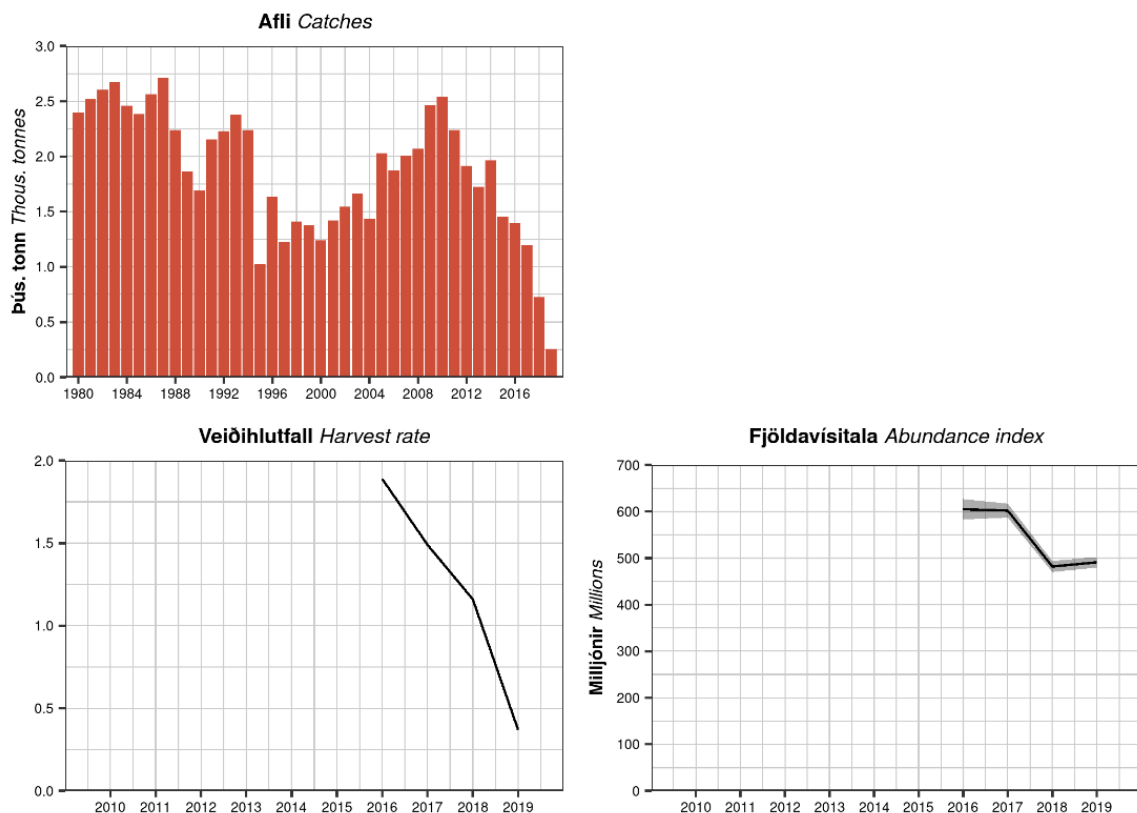 Afli Catches
Þús. tonn Thous. tonnes
3.0
2.5
2.0
1.5
1.0
0.5
0.0
1980 1984 1988 1992 1996 2000 2004 2008 2012 2016
Veiðihlutfall Harvest rate
2.0
1.5
1.0
0.5
0.0
2010 2011 2012 2013 2014 2015 2016 2017 2018 2019
Fjöldavísitala Abundance index
Milljónir Millions
700
600
500
400
300
200
100
0
2010 2011 2012 2013 2014 2015 2016 2017 2018 2019